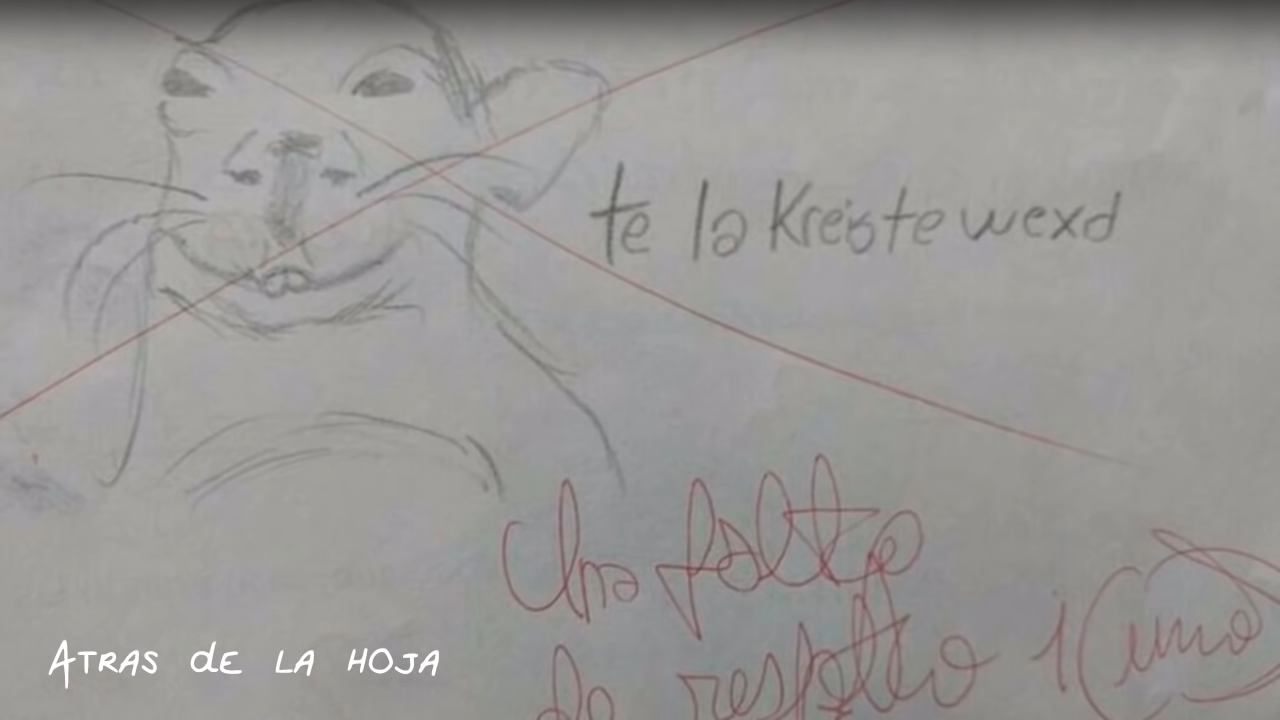 te la Kreiste wexd
Una falta
de respeto 1 (uno)
ATRAS dE LA HOJA